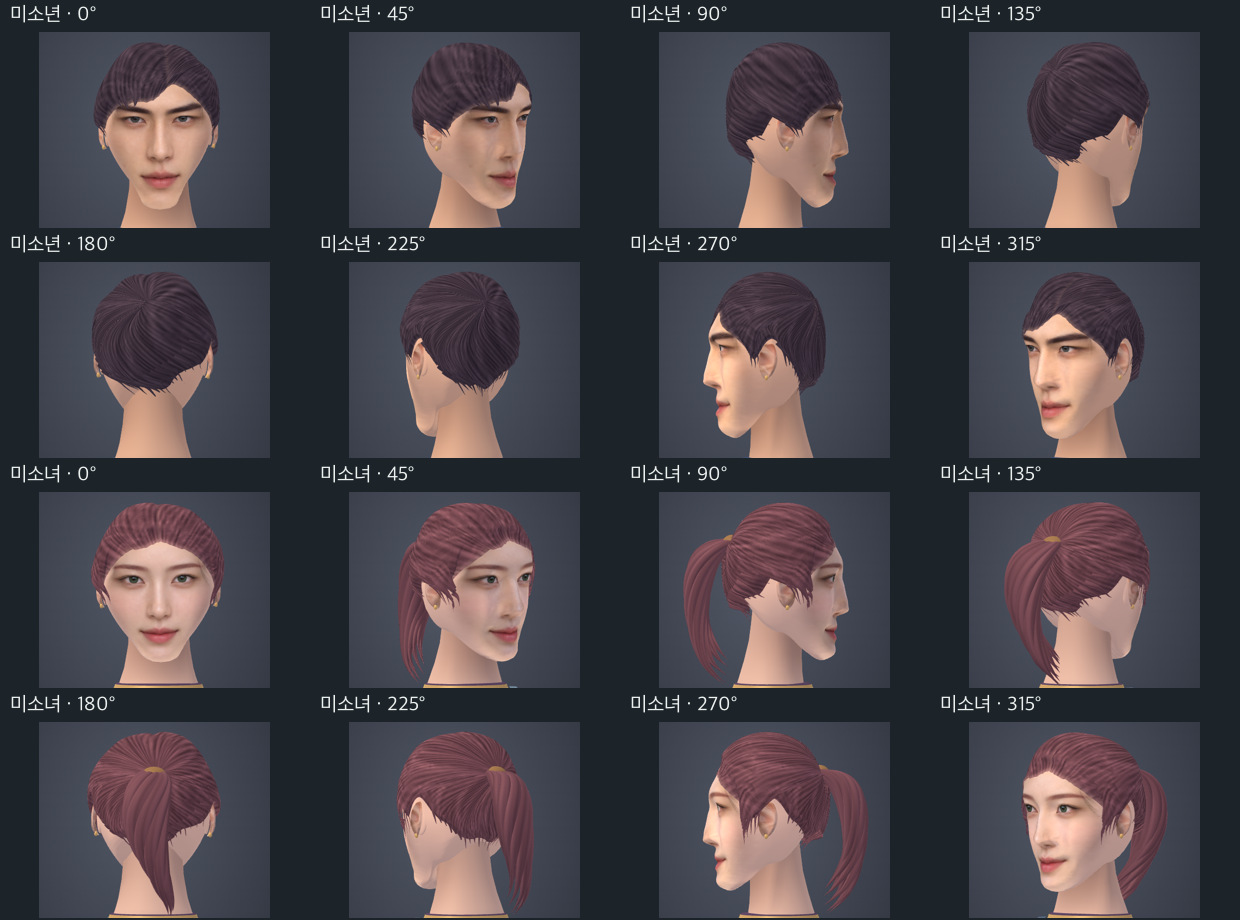 미소년 · 0°
미소년 · 45°
미소년 · 90°
미소년 · 135°
미소년 · 180°
미소년 · 225°
미소년 · 270°
미소년 · 315°
미소녀 · 0°
미소녀 · 45°
미소녀 · 90°
미소녀 · 135°
미소녀 · 180°
미소녀 · 225°
미소녀 · 270°
미소녀 · 315°